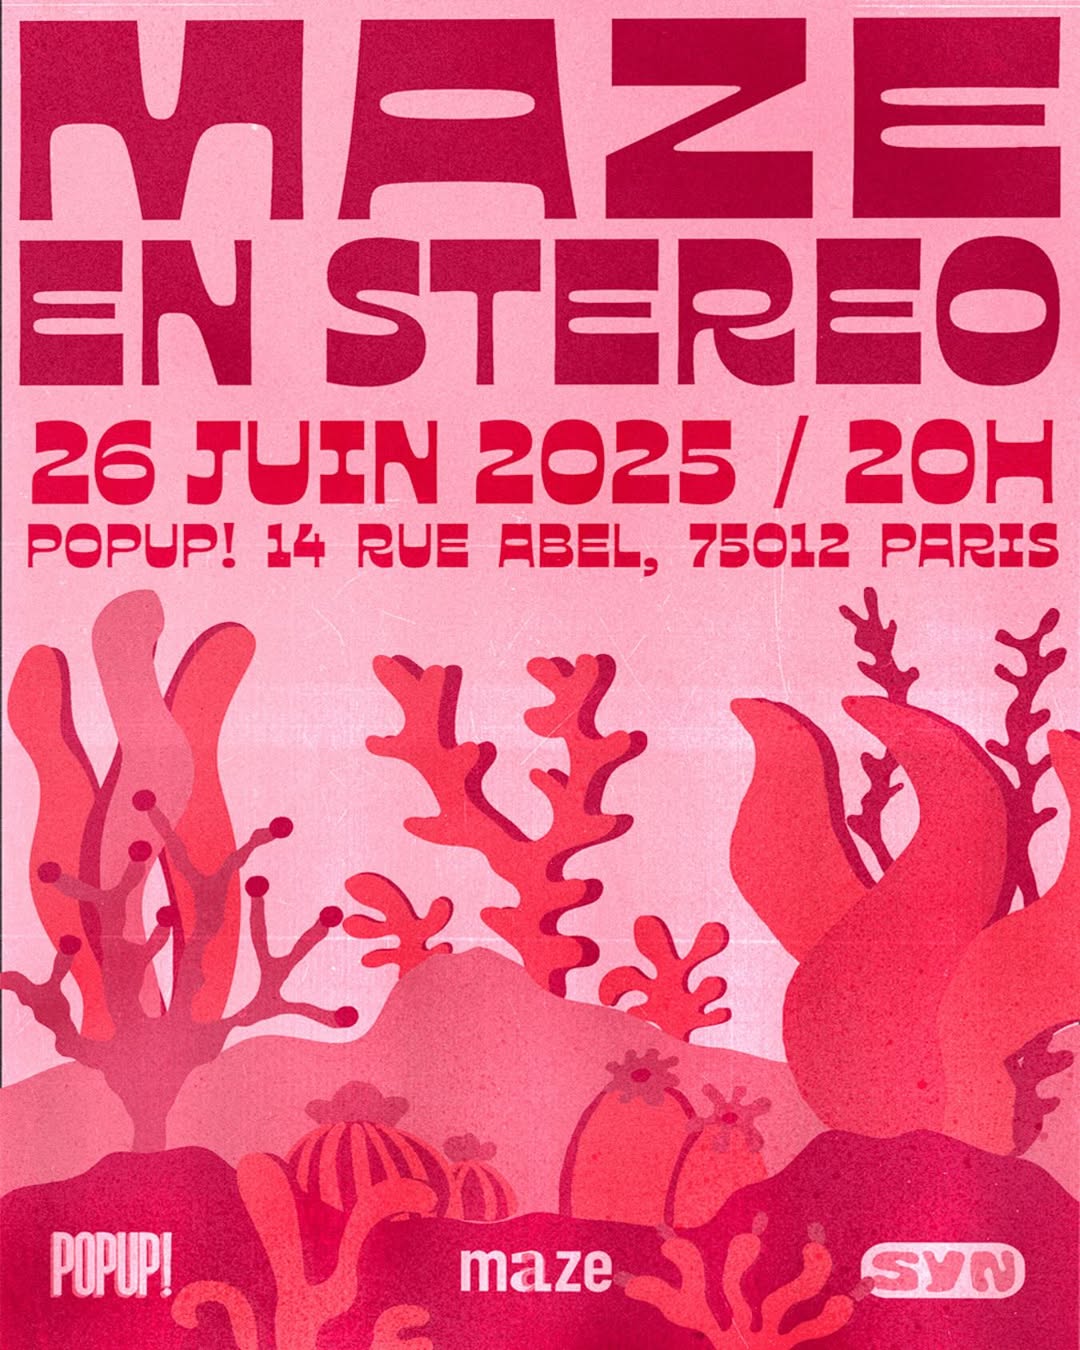 MAZE
EN STEREO
26 JUIN 2025 / 20H
POPUP! 14 RUE ABEL, 75012 PARIS
POPUP!
maze
SYN